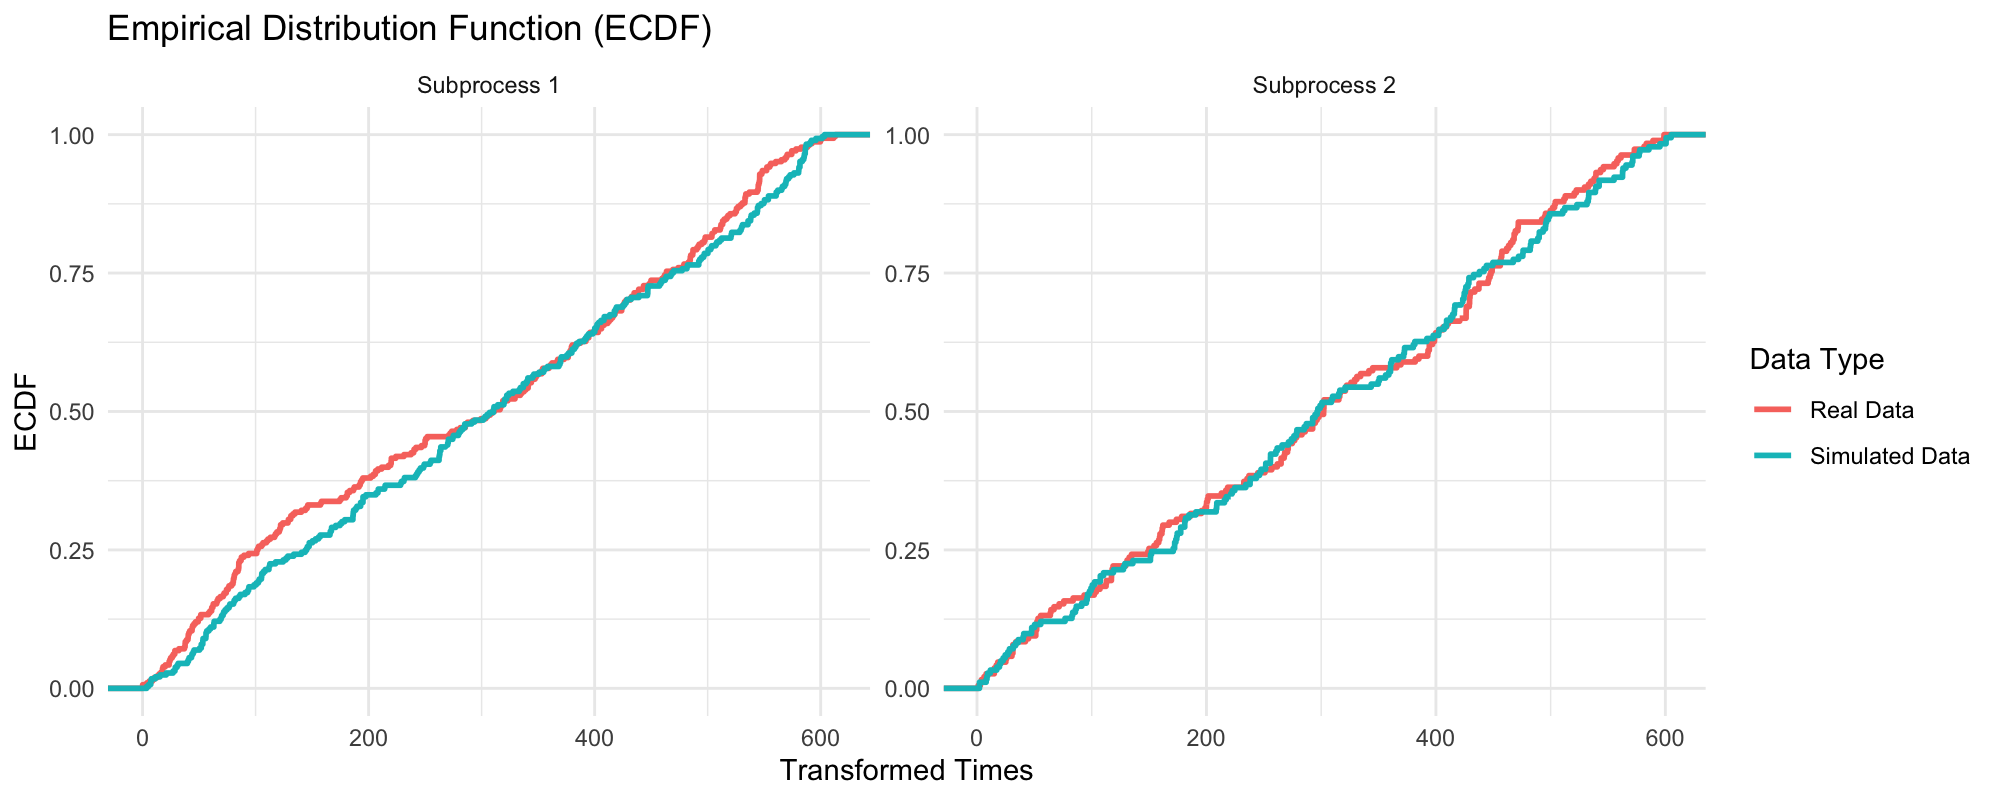 Empirical Distribution Function (ECDF)
Subprocess 1
Subprocess 2
ECDF
1.00
0.75
0.50
0.25
0.00
0
200
400
600
1.00
0.75
0.50
0.25
0.00
0
200
400
600
Transformed Times
Data Type
Real Data
Simulated Data